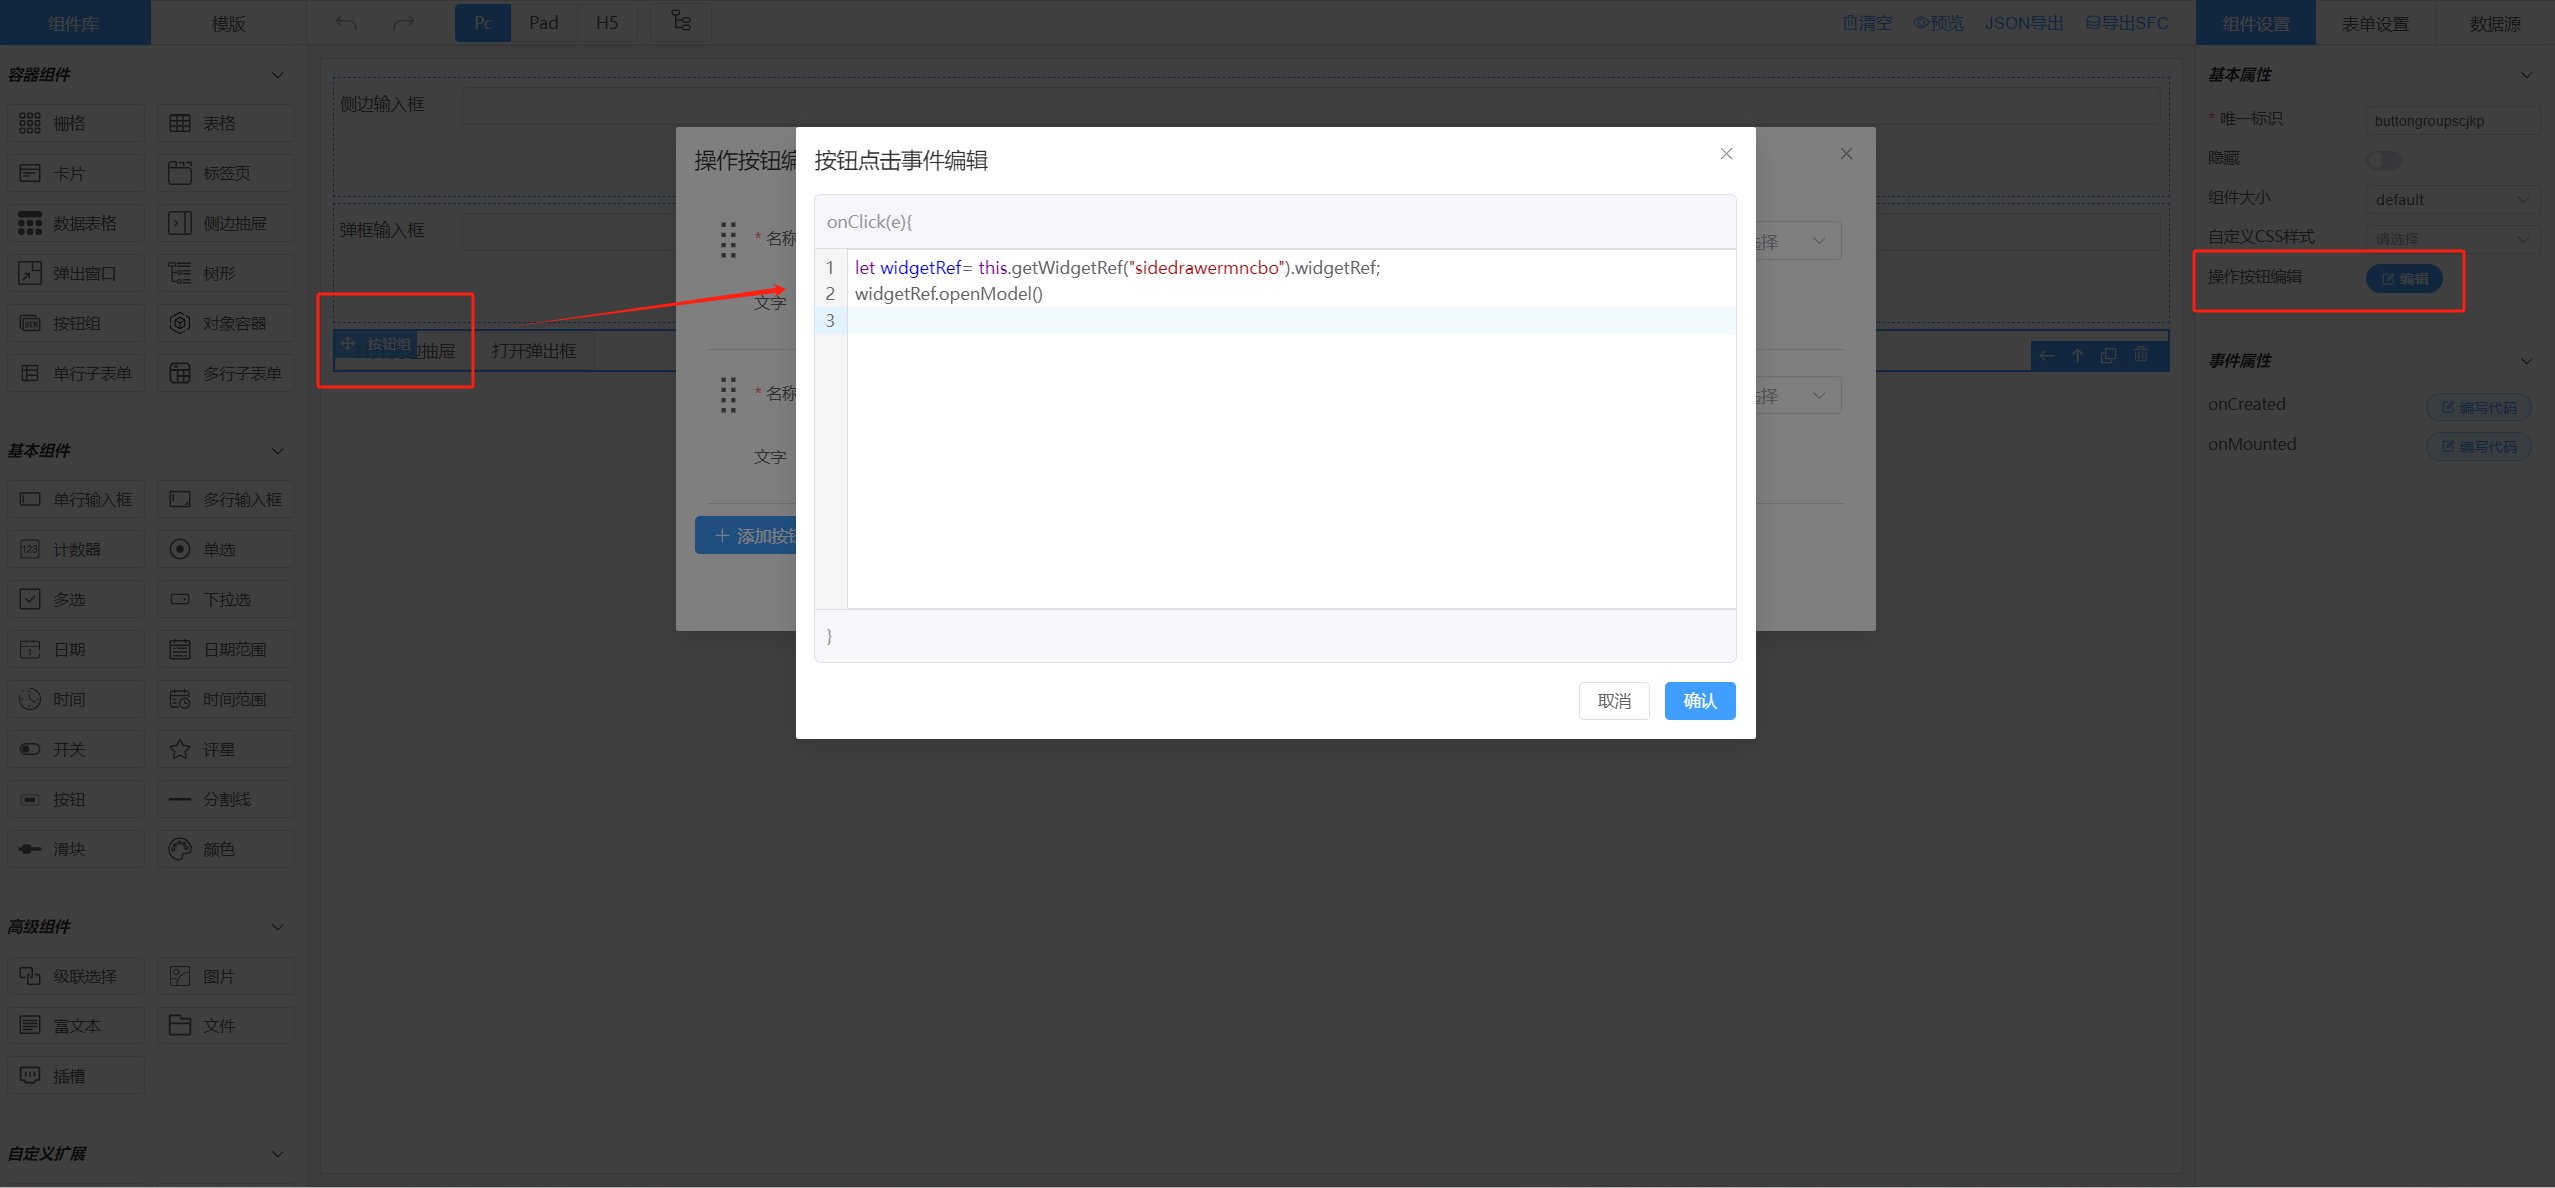 组件库
模版
Pc
Pad
H5
清空
预览
JSON导出
导出SFC
组件设置
表单设置
数据源
容器组件
栅格
表格
卡片
标签页
数据表格
侧边抽屉
弹出窗口
树形
按钮组
对象容器
单行子表单
多行子表单
基本组件
单行输入框
多行输入框
123
计数器
单选
多选
下拉选
日期
日期范围
时间
时间范围
开关
评星
按钮
分割线
滑块
颜色
高级组件
级联选择
图片
富文本
文件
插槽
自定义扩展
侧边输入框
弹框输入框
按钮组
边抽屉
打开弹出框
操作按钮编
* 名称
择
文字
* 名称
择
文字
添加按钮
按钮点击事件编辑
onClick(e){
1 let widgetRef= this.getWidgetRef("sidedrawermncbo").widgetRef;
2 widgetRef.openModel()
3
}
取消
确认
基本属性
* 唯一标识
buttongroupscjkp
隐藏
组件大小
default
自定义CSS样式
请选择
操作按钮编辑
编辑
事件属性
onCreated
编写代码
onMounted
编写代码